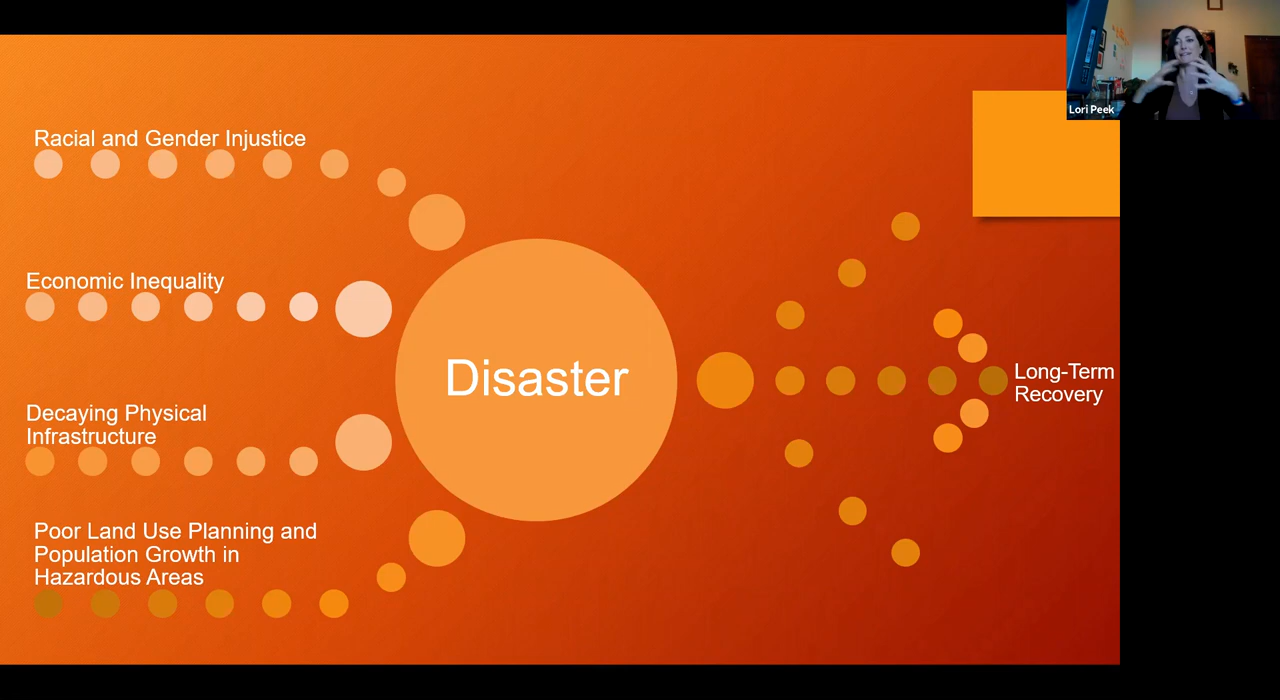 Lori Peek
Racial and Gender Injustice
Economic Inequality
Disaster
Long-Term
Recovery
Decaying Physical
Infrastructure
Poor Land Use Planning and
Population Growth in
Hazardous Areas